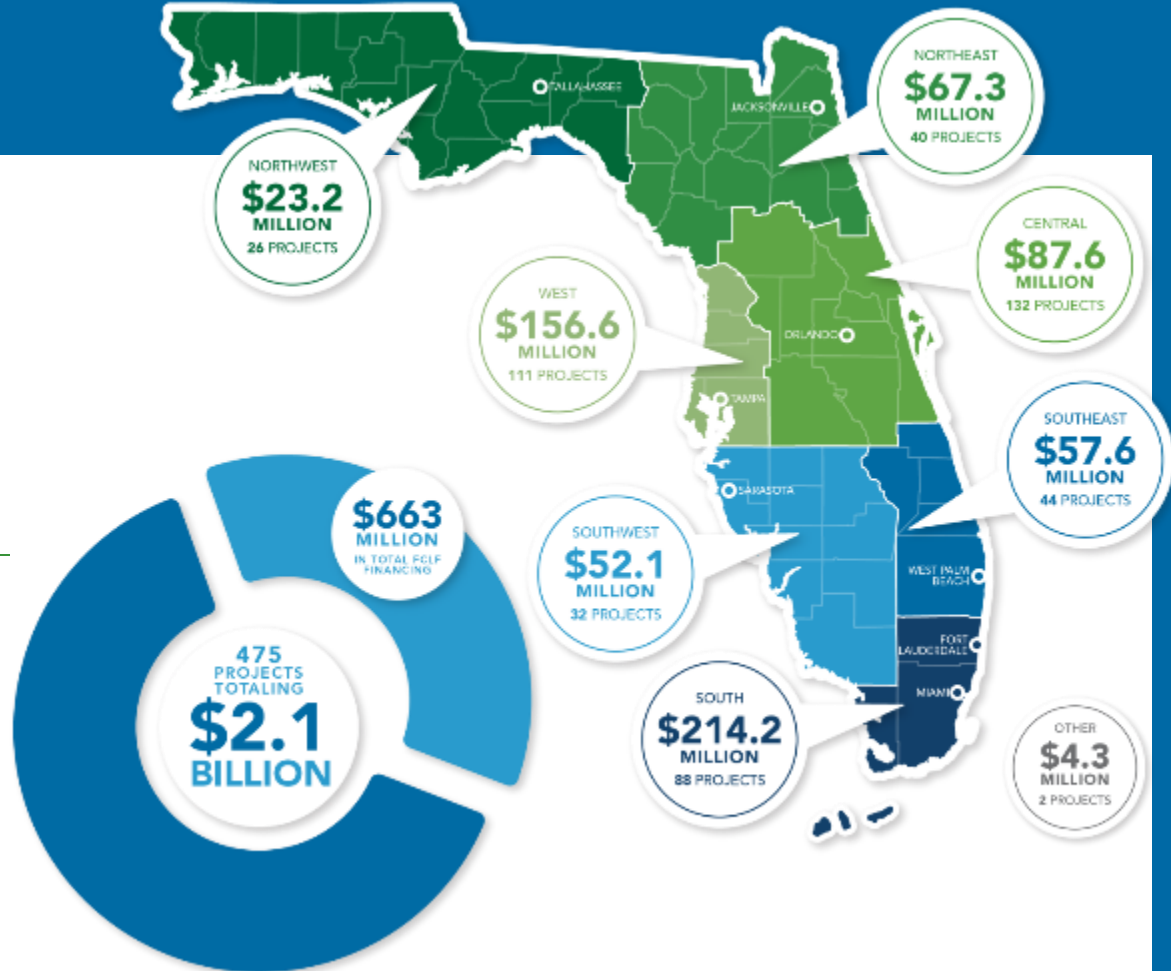 NORTHEAST
$67.3
MILLION
40 PROJECTS
TALLAHASSEE
JACKSONVILLE
NORTHWEST
$23.2
MILLION
26 PROJECTS
CENTRAL
$87.6
MILLION
132 PROJECTS
WEST
$156.6
MILLION
111 PROJECTS
ORLANDO
TAMPA
SOUTHEAST
$57.6
MILLION
44 PROJECTS
SARASOTA
$663
MILLION
IN TOTAL FCLF
FINANCING
SOUTHWEST
$52.1
MILLION
32 PROJECTS
WEST PALM
BEACH
FORT
LAUDERDALE
475
PROJECTS
TOTALING
$2.1
BILLION
SOUTH
$214.2
MILLION
88 PROJECTS
MIAMI
OTHER
$4.3
MILLION
2 PROJECTS